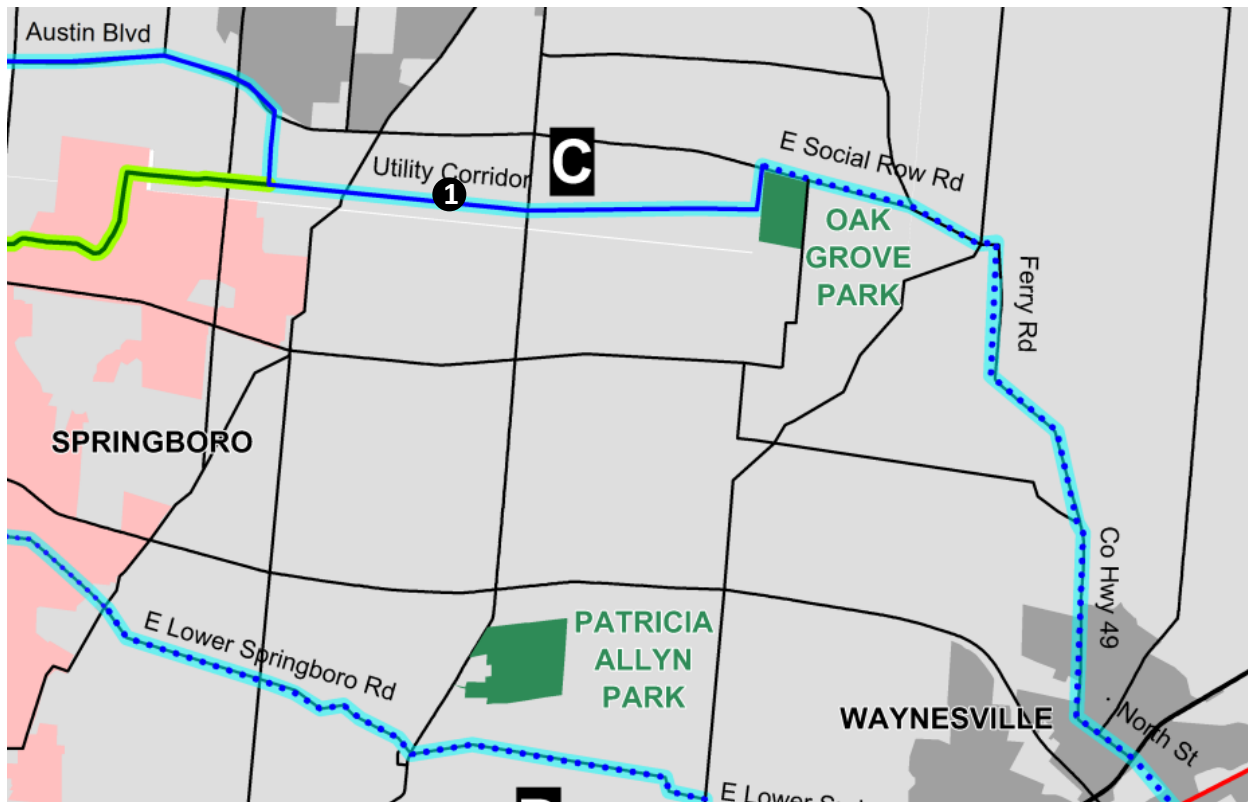 Austin Blvd
C
E Social Row Rd
Utility Corridor
1
OAK
GROVE
PARK
Ferry Rd
SPRINGBORO
Co Hwy 49
E Lower Springboro Rd
PATRICIA
ALLYN
PARK
WAYNESVILLE
North St
E Lower